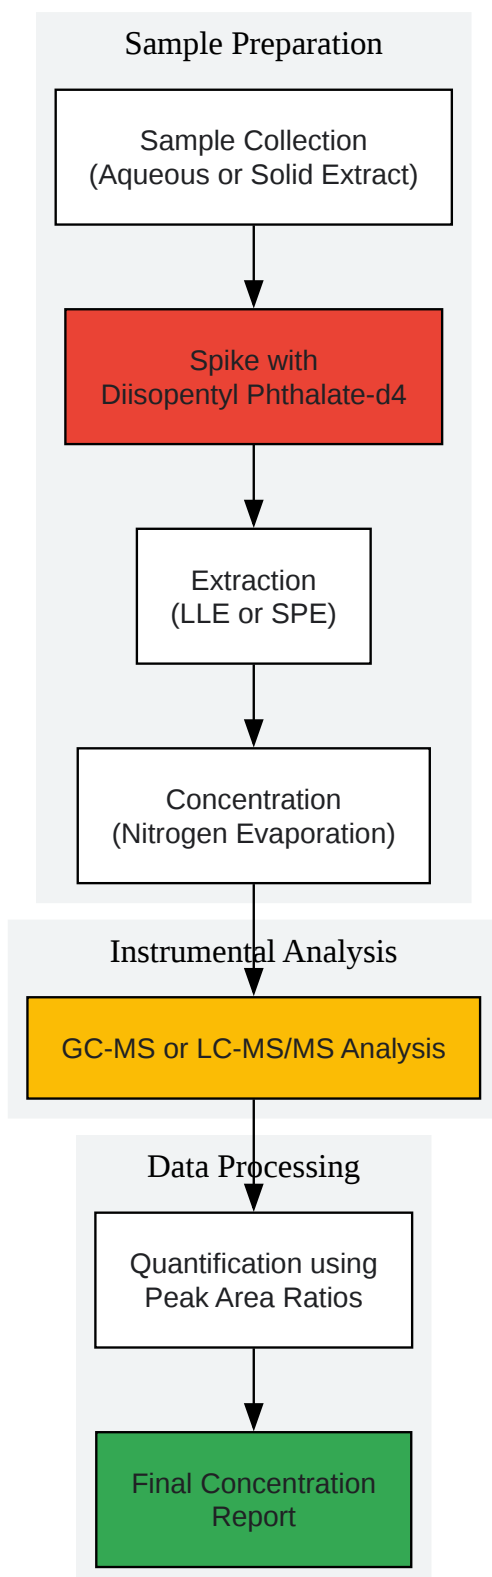 Sample Preparation
Sample Collection
(Aqueous or Solid Extract)
Spike with
Diisopentyl Phthalate-d4
Extraction
(LLE or SPE)
Concentration
(Nitrogen Evaporation)
Instrumental Analysis
GC-MS or LC-MS/MS Analysis
Data Processing
Quantification using
Peak Area Ratios
Final Concentration
Report